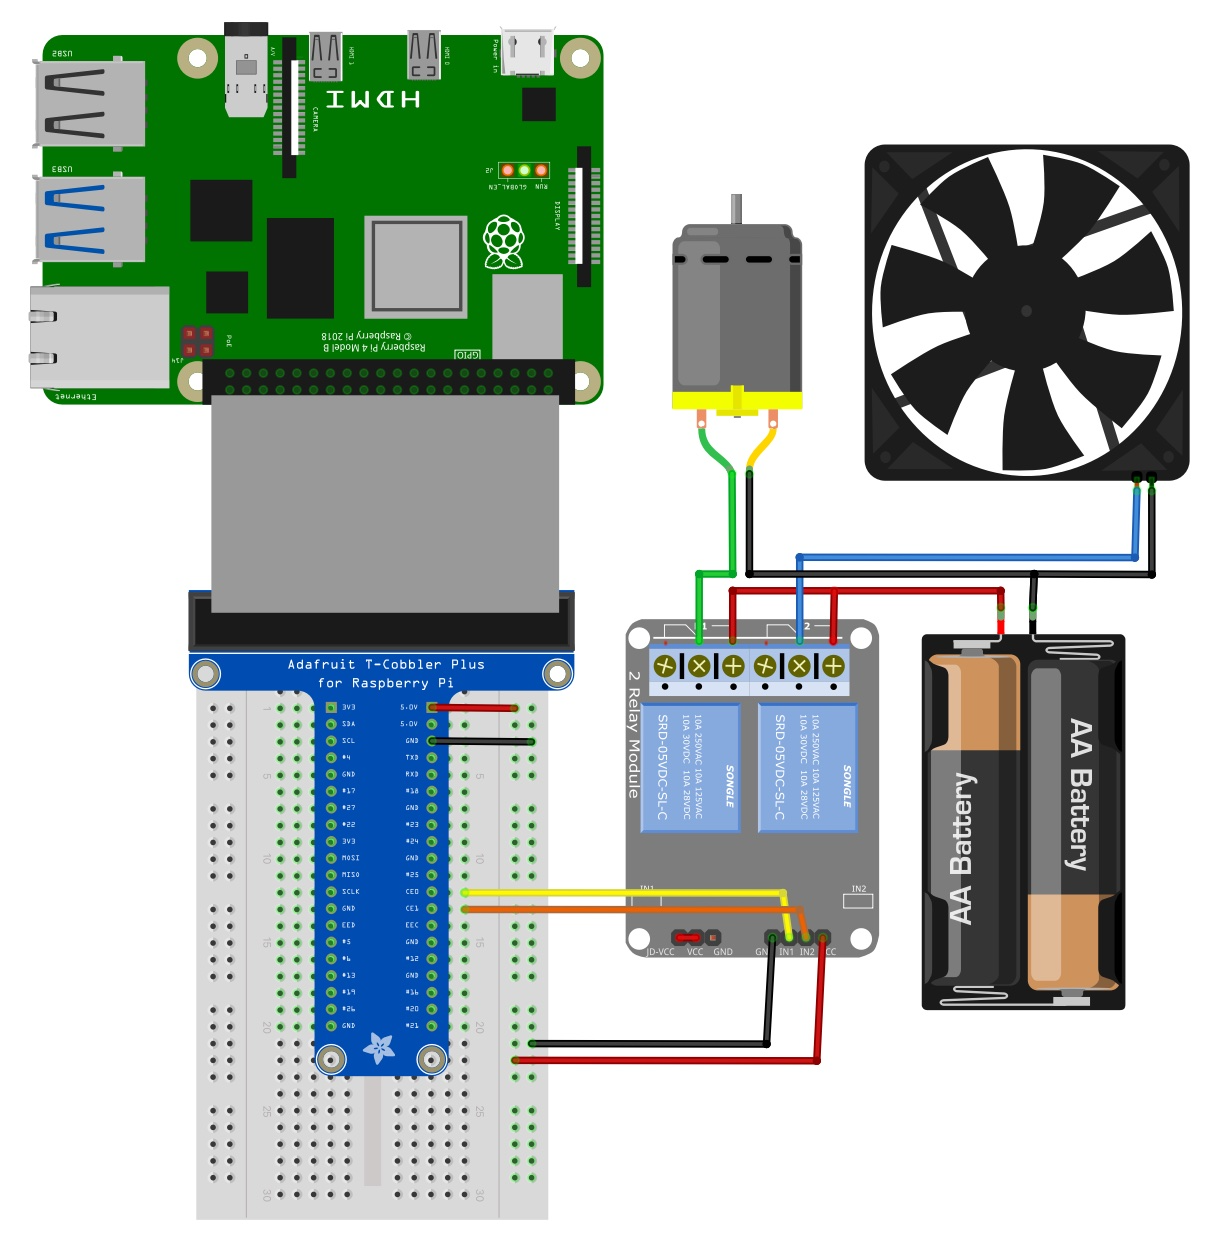 USB2
A/V
HDMI 1
HDMI 0
Power in
HDMI
CAMERA
USB3
J2
GLOBAL_EN
RUN
DISPLAY
PoE
J14
© Raspberry Pi 2018
Raspberry Pi 4 Model B
GPIO
Ethernet
Adafruit T-Cobbler Plus
for Raspberry Pi
3V3 5.0V
SDA 5.0V
SCL GND
#4 TXD
GND RXD
#17 #18
#27 GND
#22 #23
3V3 #24
MOSI GND
MISO #25
SCLK CE0
GND CE1
EED EEC
#5 GND
#6 #12
#13 GND
#19 #16
#26 #20
GND #21
1
5 5
10 10
15 15
20 20
25 25
30 30
1
2
2 Relay Module
SONGLE
10A 250VAC 10A 125VAC
10A 30VDC 10A 28VDC
SRD-05VDC-SL-C
SONGLE
10A 250VAC 10A 125VAC
10A 30VDC 10A 28VDC
SRD-05VDC-SL-C
IN1
IN2
JD-VCC VCC GND
GND IN1 IN2 VCC
AA Battery
AA Battery